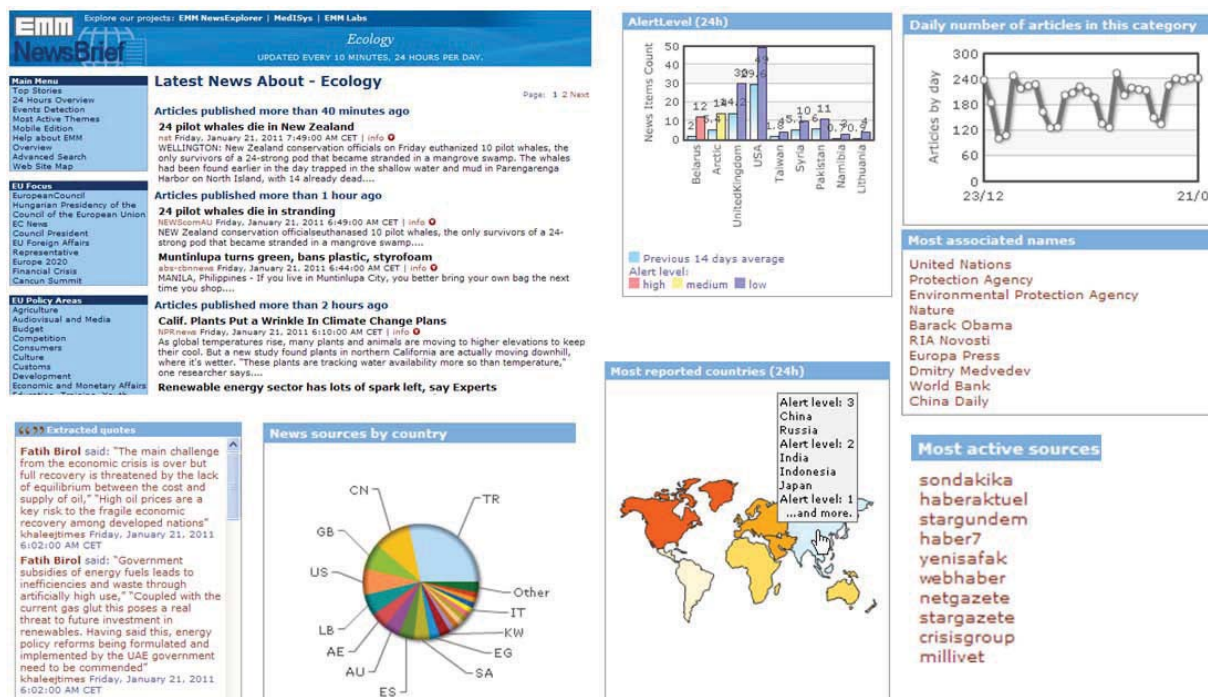 Explore our projects: EMM NewsExplorer | MedISys | EMM Labs
EMM
NewsBrief
Ecology
UPDATED EVERY 10 MINUTES, 24 HOURS PER DAY.
Main Menu
Top Stories
24 Hours Overview
Events Detection
Most Active Themes
Mobile Edition
Help about EMM
Overview
Advanced Search
Web Site Map
EU Focus
EuropeanCouncil
Hungarian Presidency of the
Council of the European Union
EC News
Council President
EU Foreign Affairs
Representative
Europe 2020
Financial Crisis
Cancun Summit
EU Policy Areas
Agriculture
Audiovisual and Media
Budget
Competition
Consumers
Culture
Customs
Development
Economic and Monetary Affairs
Latest News About - Ecology
Page: 1 2 Next
Articles published more than 40 minutes ago
24 pilot whales die in New Zealand
nst Friday, January 21, 2011 7:49:00 AM CET | info
WELLINGTON: New Zealand conservation officials on Friday euthanized 10 pilot whales, the
only survivors of a 24-strong pod that became stranded in a mangrove swamp. The whales
had been found earlier in the day trapped in the shallow water and mud in Parengarenga
Harbor on North Island, with 14 already dead....
Articles published more than 1 hour ago
24 pilot whales die in stranding
NEWScomAU Friday, January 21, 2011 6:49:00 AM CET | info
NEW Zealand conservation officialseuthanased 10 pilot whales, the only survivors of a 24-
strong pod that became stranded in a mangrove swamp....
Muntinlupa turns green, bans plastic, styrofoam
abs-cbnnews Friday, January 21, 2011 6:44:00 AM CET | info
MANILA, Philippines - If you live in Muntinlupa City, you better bring your own bag the next
time you shop....
Articles published more than 2 hours ago
Calif. Plants Put a Wrinkle In Climate Change Plans
NPRnews Friday, January 21, 2011 6:10:00 AM CET | info
As global temperatures rise, many plants and animals are moving to higher elevations to keep
their cool. But a new study found plants in northern California are actually moving downhill,
where it's wetter. "These plants are tracking water availability more so than temperature,"
one researcher says....
Renewable energy sector has lots of spark left, say Experts
AlertLevel (24h)
News Items Count
50
40
30
20
10
0
2
12
14
30
29.6
49
10
11
4
Belarus
Arctic
UnitedKingdom
USA
Taiwan
Syria
Pakistan
Namibia
Lithuania
Previous 14 days average
Alert level:
high medium low
Daily number of articles in this category
Articles by day
300
240
180
120
60
0
23/12
21/0
Most associated names
United Nations
Protection Agency
Environmental Protection Agency
Nature
Barack Obama
RIA Novosti
Europa Press
Dmitry Medvedev
World Bank
China Daily
Extracted quotes
Fatih Birol said: "The main challenge
from the economic crisis is over but
full recovery is threatened by the lack
of equilibrium between the cost and
supply of oil," "High oil prices are a
key risk to the fragile economic
recovery among developed nations"
khaleejtimes Friday, January 21, 2011
6:02:00 AM CET
Fatih Birol said: "Government
subsidies of energy fuels leads to
inefficiencies and waste through
artificially high use," "Coupled with the
current gas glut this poses a real
threat to future investment in
renewables. Having said this, energy
policy reforms being formulated and
implemented by the UAE government
need to be commended"
khaleejtimes Friday, January 21, 2011
6:02:00 AM CET
News sources by country
CN
TR
GB
US
LB
AE
AU
ES
SA
EG
KW
IT
Other
Most reported countries (24h)
Alert level: 3
China
Russia
Alert level: 2
India
Indonesia
Japan
Alert level: 1
...and more.
Most active sources
sondakika
haberaktuel
stargundem
haber7
yenisafak
webhaber
netgazete
stargazete
crisisgroup
millivet